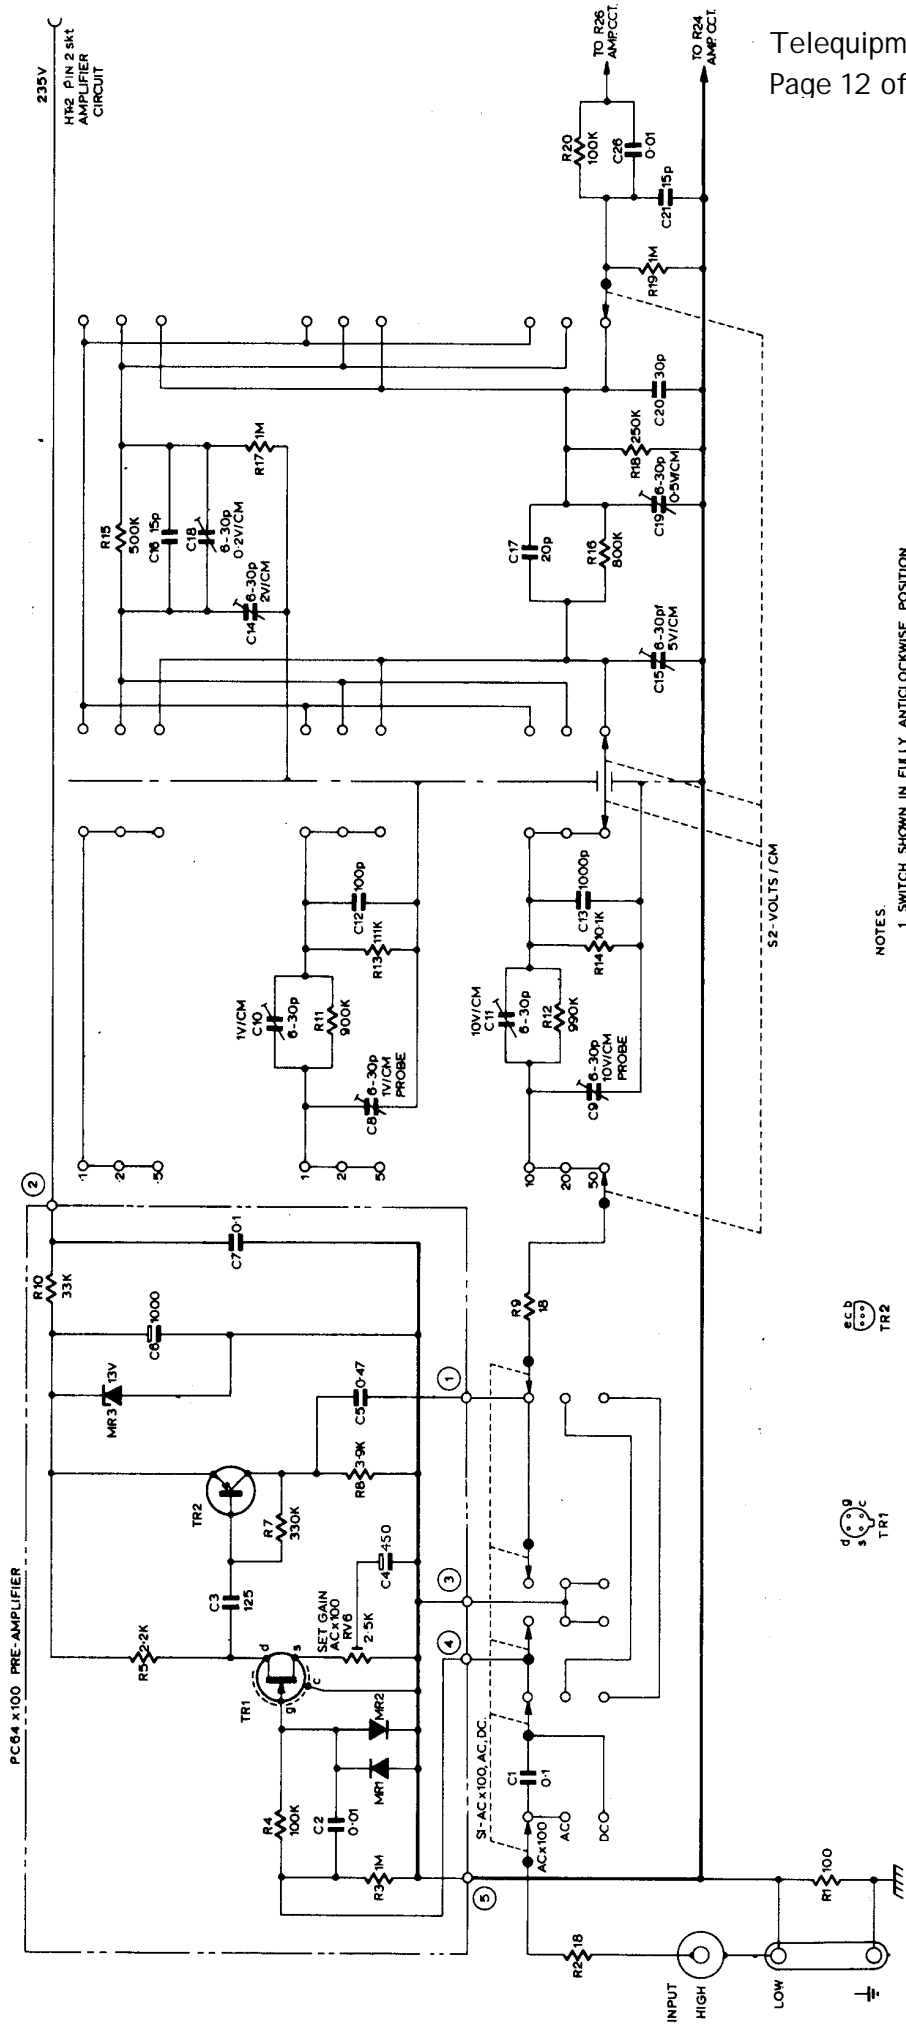 Telequipm
Page 12 of
235V
HT+2 PIN 2 skt
AMPLIFIER
CIRCUIT
TO R26
AMP.CCT.
TO R24
AMP.CCT.
R20
100K
C26
0·01
C21 15p
R19 1M
C20 30p
R18 250K
C19 6-30p
0·5V/CM
R17 1M
R15
500K
C16 15p
C18
6-30p
0·2V/CM
C14 6-30p
2V/CM
C17
20p
R16
800K
C15 6-30pf
5V/CM
S2-VOLTS / CM
C12 100p
R13 111K
1V/CM
C10
6-30p
R11
900K
C8 6-30p
1V/CM
PROBE
C13 1000p
R14 10·1K
10V/CM
C11
6-30p
R12
990K
C9 6-30p
10V/CM
PROBE
·1
·2
·5
1
2
5
10
20
50
2
PC64 x100 PRE-AMPLIFIER
R10
33K
C7 0·1
C6 1000
MR3 13V
C5 0·47
R8 3·9K
TR2
R7
330K
C4 450
C3
125
R5 2·2K
SET GAIN
AC x100
RV6
2·5K
TR1
d
s
g
c
MR2
MR1
R4
100K
C2
0·01
R3 1M
1
3
4
5
R9
18
S1-AC x100, AC, DC.
C1
0·1
AC x100
AC
DC
R2 18
INPUT
HIGH
LOW
R1 100
NOTES.
1. SWITCH SHOWN IN FULLY ANTICLOCKWISE POSITION
e c b
TR2
d g
s c
TR1